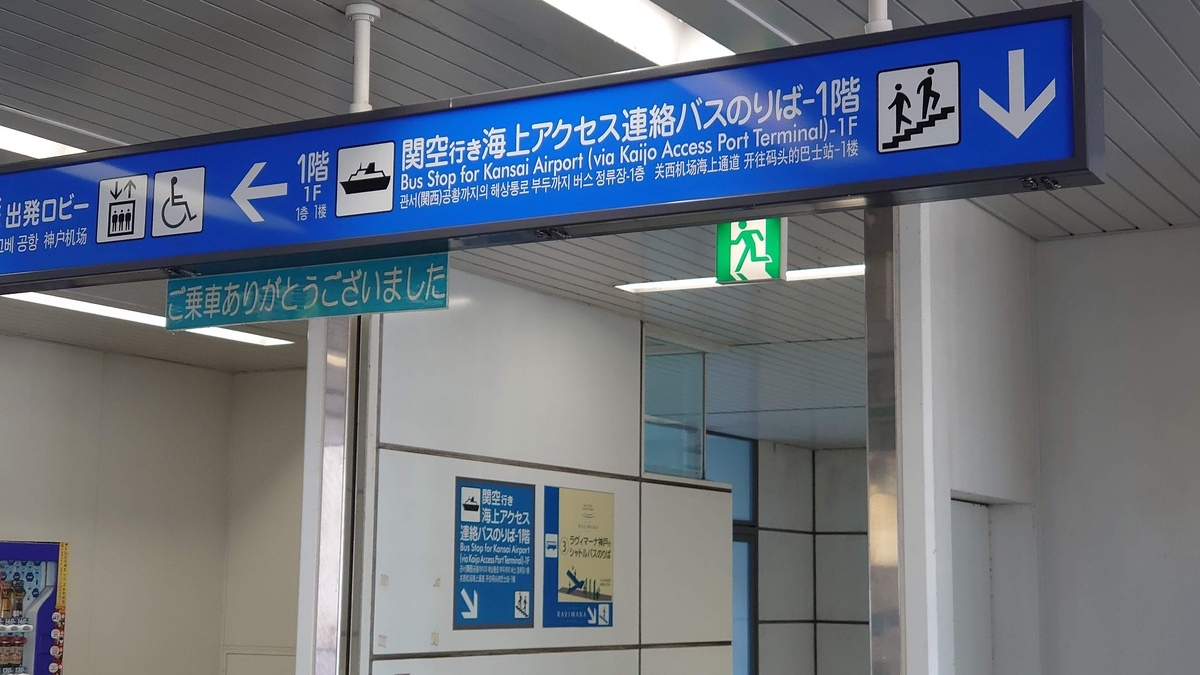 出発ロビー
고베 공항 神户机场
1階
1F
1층 1楼
関空行き海上アクセス連絡バスのりば-1階
Bus Stop for Kansai Airport (via Kaijo Access Port Terminal)-1F
관서(関西)공황까지의 해상통로 부두까지 버스 정류장-1층 关西机场海上通道 开往码头的巴士站-1楼
ご乗車ありがとうございました
関空行き
海上アクセス
連絡バスのりば-1階
Bus Stop for Kansai Airport
(via Kaijo Access Port Terminal)-1F
3
ラヴィマーナ神戸行
シャトルバスのりば
RAVIMANA